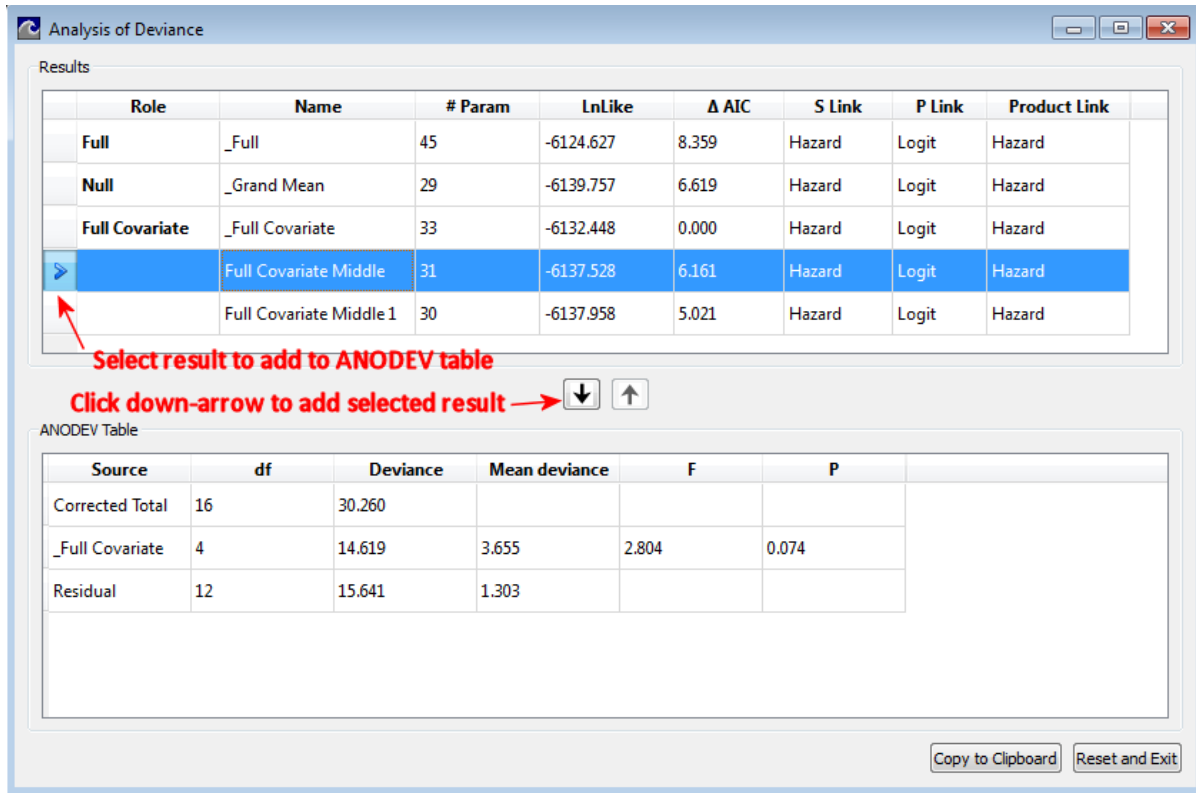 Analysis of Deviance
Results
Role Name # Param LnLike Δ AIC S Link P Link Product Link
Full _Full 45 -6124.627 8.359 Hazard Logit Hazard
Null _Grand Mean 29 -6139.757 6.619 Hazard Logit Hazard
Full Covariate _Full Covariate 33 -6132.448 0.000 Hazard Logit Hazard
Full Covariate Middle 31 -6137.528 6.161 Hazard Logit Hazard
Full Covariate Middle 1 30 -6137.958 5.021 Hazard Logit Hazard
Select result to add to ANODEV table
Click down-arrow to add selected result
ANODEV Table
Source df Deviance Mean deviance F P
Corrected Total 16 30.260
_Full Covariate 4 14.619 3.655 2.804 0.074
Residual 12 15.641 1.303
Copy to Clipboard Reset and Exit